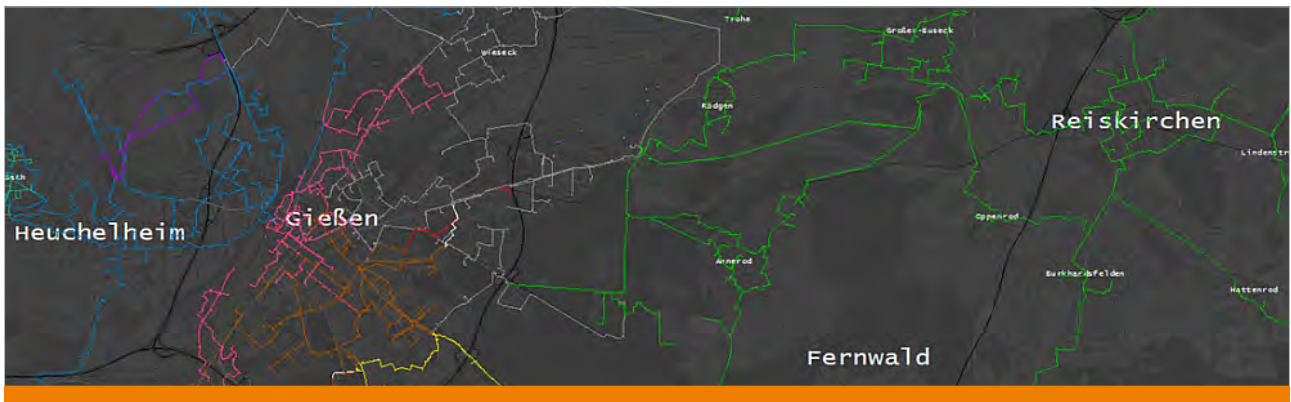 Trohe
Großen-Buseck
Wieseck
Rödgen
Reiskirchen
Lindenstr
Gießen
Oppenrod
Heuchelheim
Annerod
Burkhardsfelden
Hattenrod
Fernwald